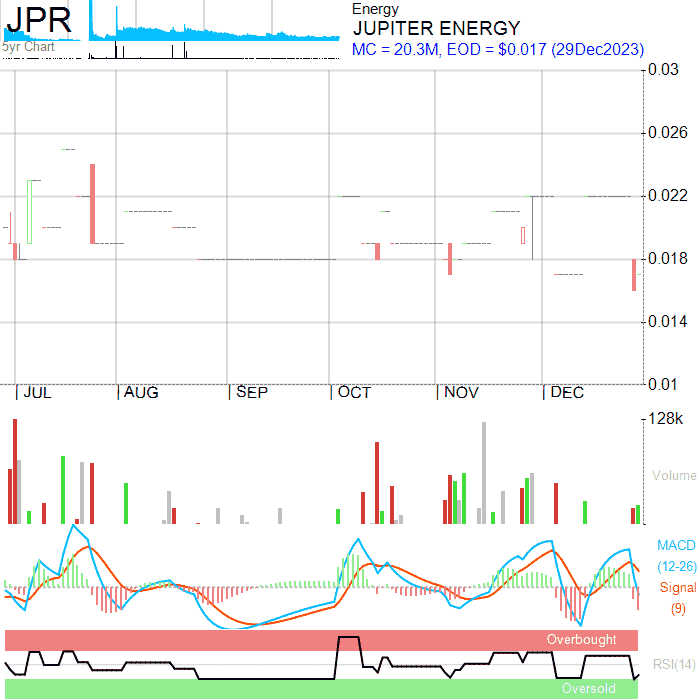 JPR
5yr Chart
Energy
JUPITER ENERGY
MC = 20.3M, EOD = $0.017 (29Dec2023)
0.03
0.026
0.022
0.018
0.014
0.01
JUL AUG SEP OCT NOV DEC
128k
Volume
MACD
(12-26)
Signal
(9)
Overbought
RSI(14)
Oversold